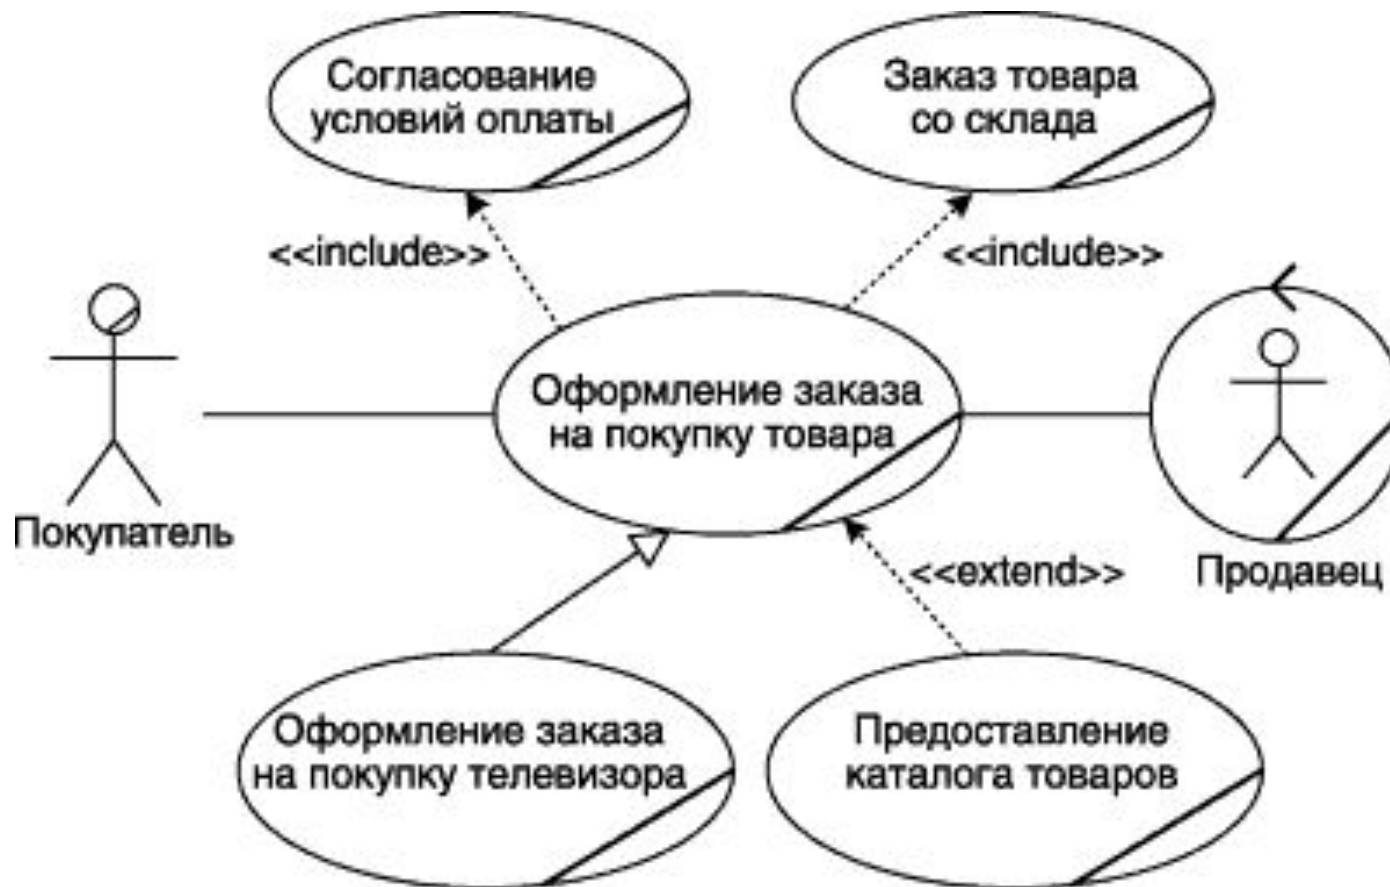 Согласование
условий оплаты
Заказ товара
со склада
<<include>>
<<include>>
Оформление заказа
на покупку товара
Покупатель
Продавец
<<extend>>
Оформление заказа
на покупку телевизора
Предоставление
каталога товаров